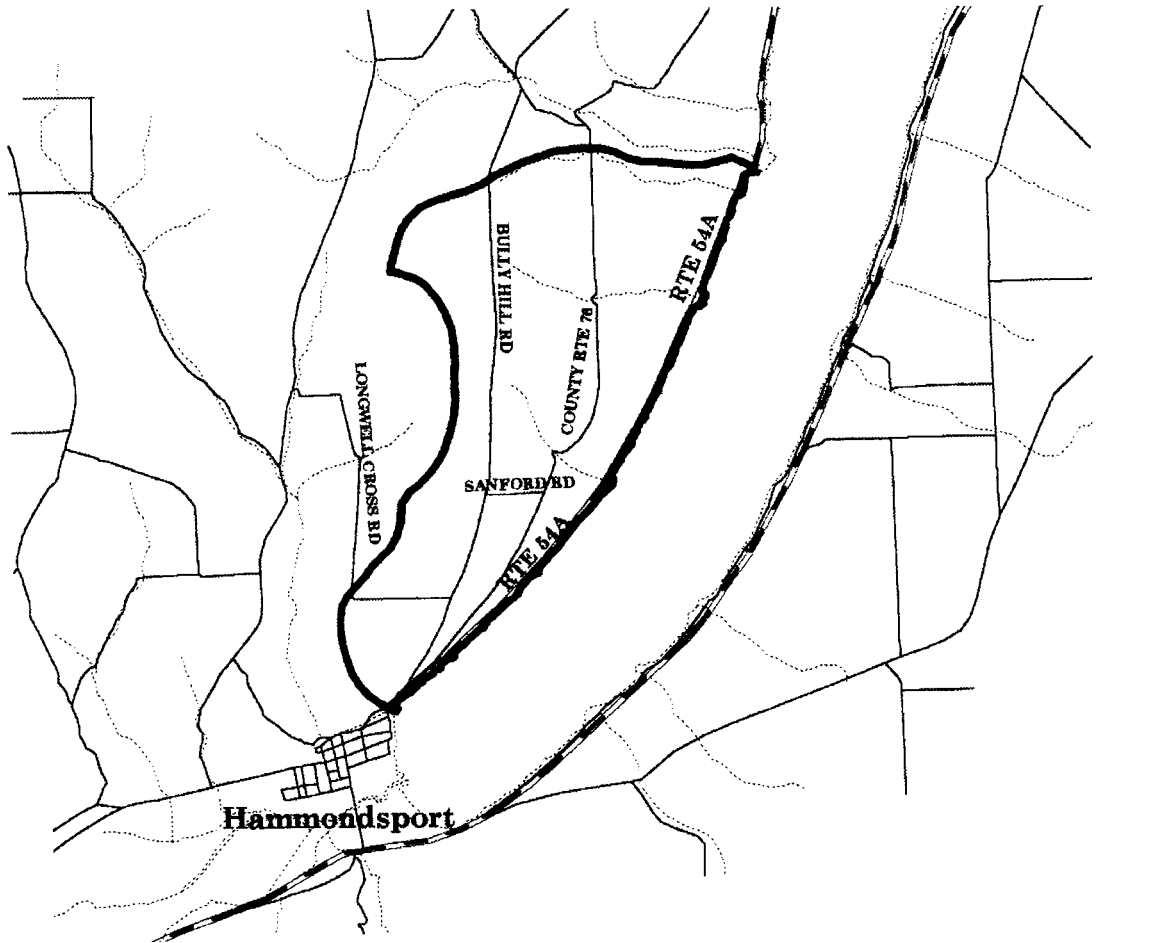 RTE 54A
BULLY HILL RD
COUNTY RTE 76
LONGWELL CROSS RD
SANFORD RD
RTE 54A
Hammondsport